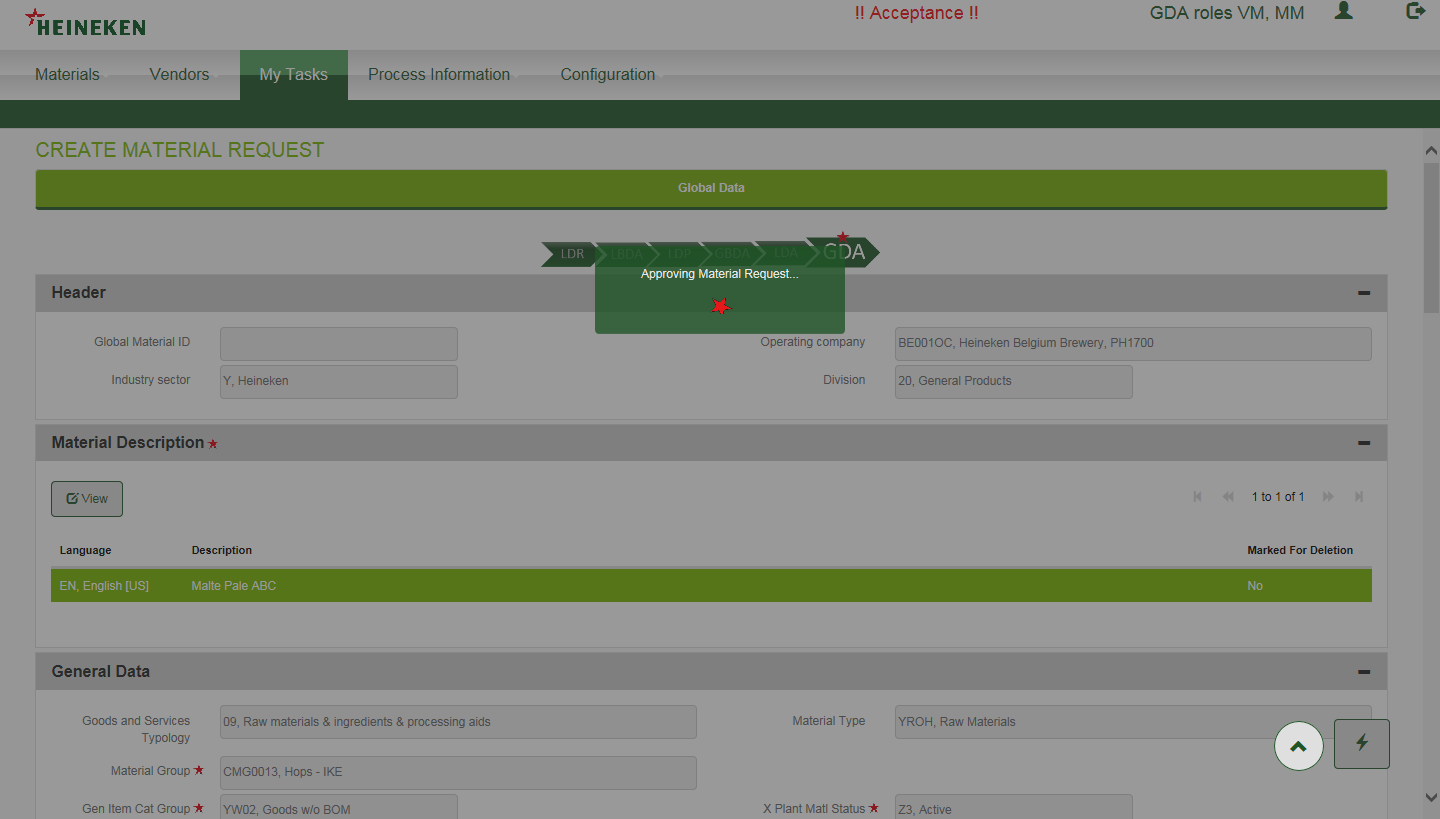 HEINEKEN
!! Acceptance !!
GDA roles VM, MM
Materials
Vendors
My Tasks
Process Information
Configuration
CREATE MATERIAL REQUEST
Global Data
LDR LBDA LDP GBDA LDA GDA
Approving Material Request...
Header
Global Material ID
Operating company BE001OC, Heineken Belgium Brewery, PH1700
Industry sector Y, Heineken
Division 20, General Products
Material Description
View
1 to 1 of 1
Language Description Marked For Deletion
EN, English [US] Malte Pale ABC No
General Data
Goods and Services Typology 09, Raw materials & ingredients & processing aids
Material Type YROH, Raw Materials
Material Group CMG0013, Hops - IKE
Gen Item Cat Group YW02, Goods w/o BOM
X Plant Matl Status Z3, Active